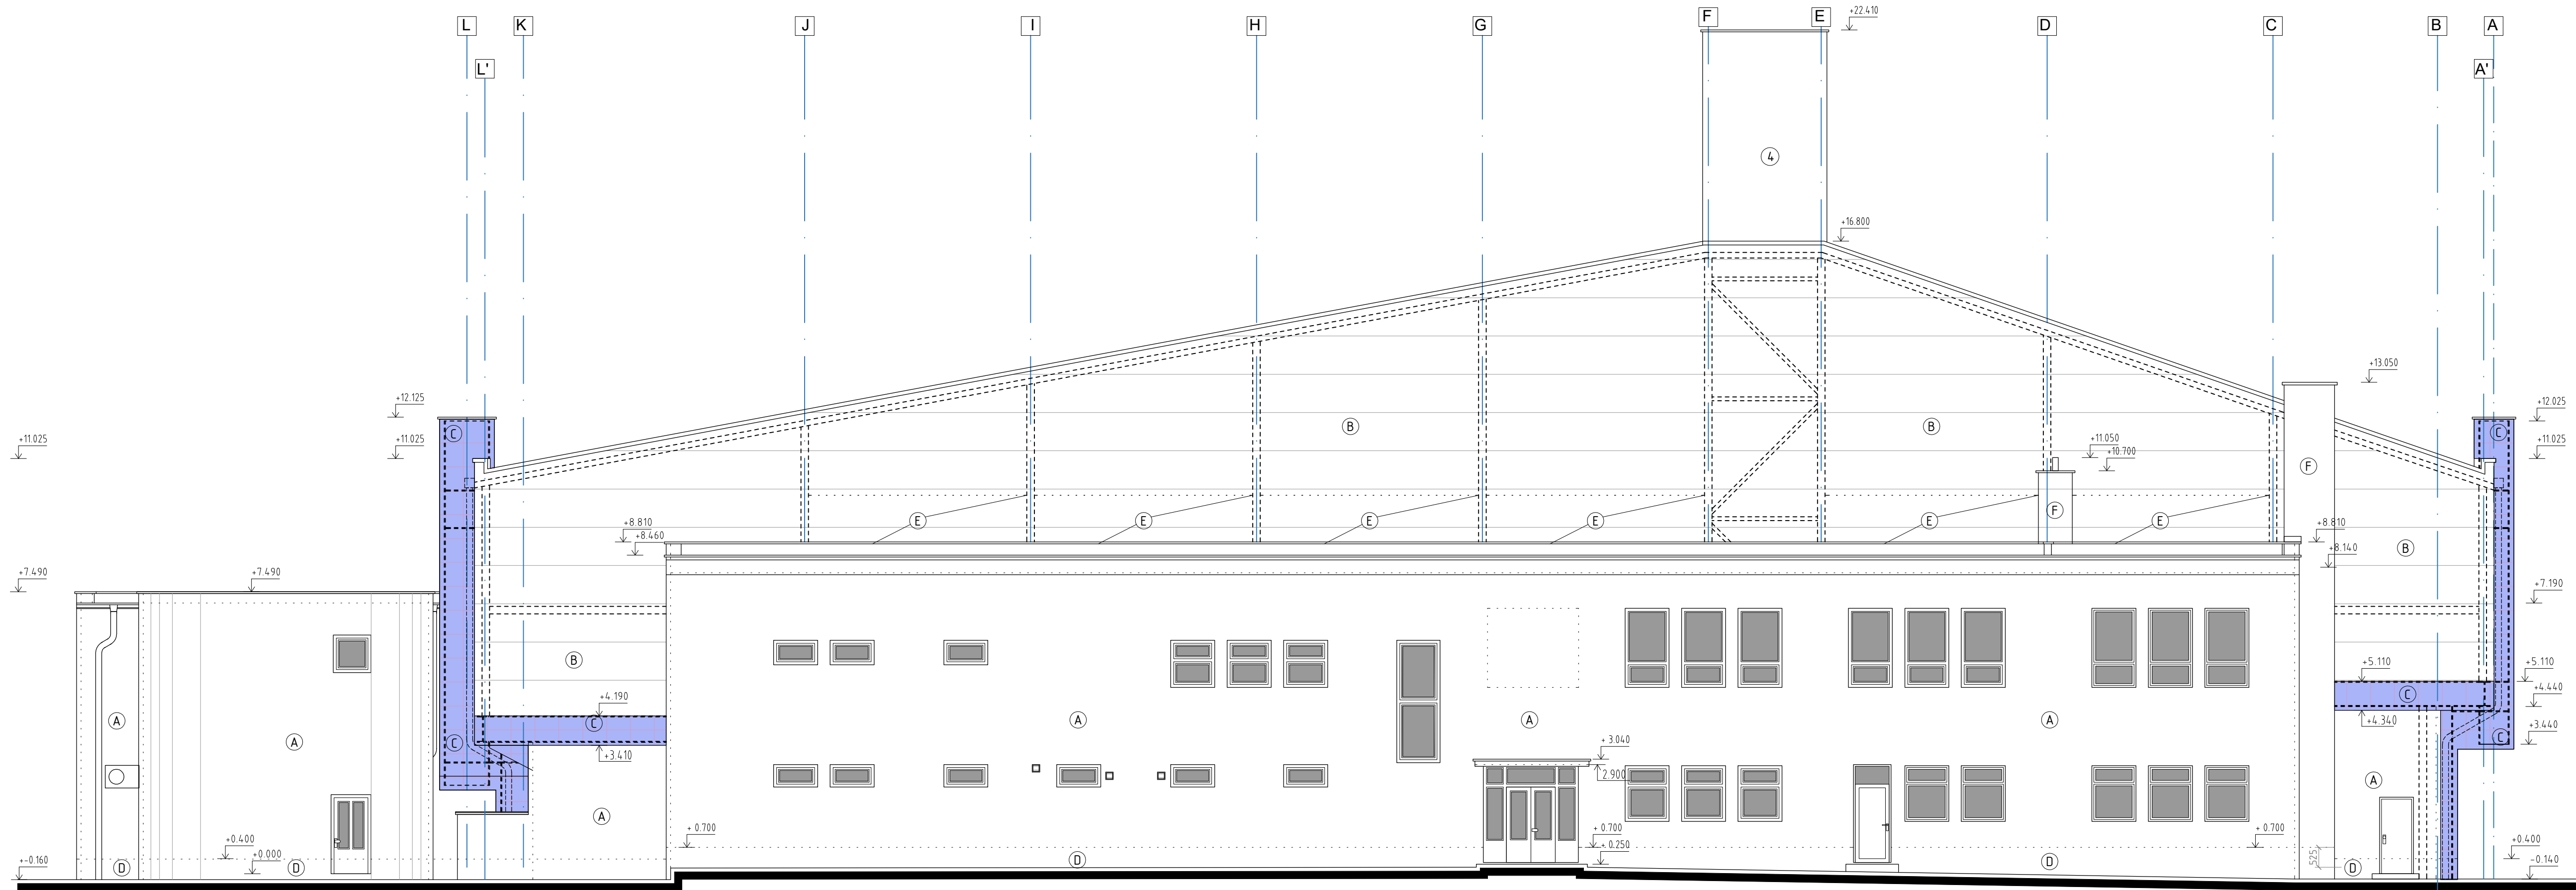 L K J I H G F E D C B A
L' A'
+22.410
4
+16.800
+13.050
+12.125
+12.025
C C
B B
+11.025 +11.025 +11.050 +11.025
+10.700
F
F
E E E E E E
+8.810 +8.810
+8.460
+8.140
B
+7.490 +7.490
+7.190
B
+5.110 +5.110
C
+4.190
+4.440
A C A A A
+4.340
A C +3.410 C +3.440
+ 3.040
2.900
A
A
+ 0.700 + 0.700 + 0.700
+0.400 + 0.250 525 +0.400
+0.000
+-0.160 D D D D D -0.140